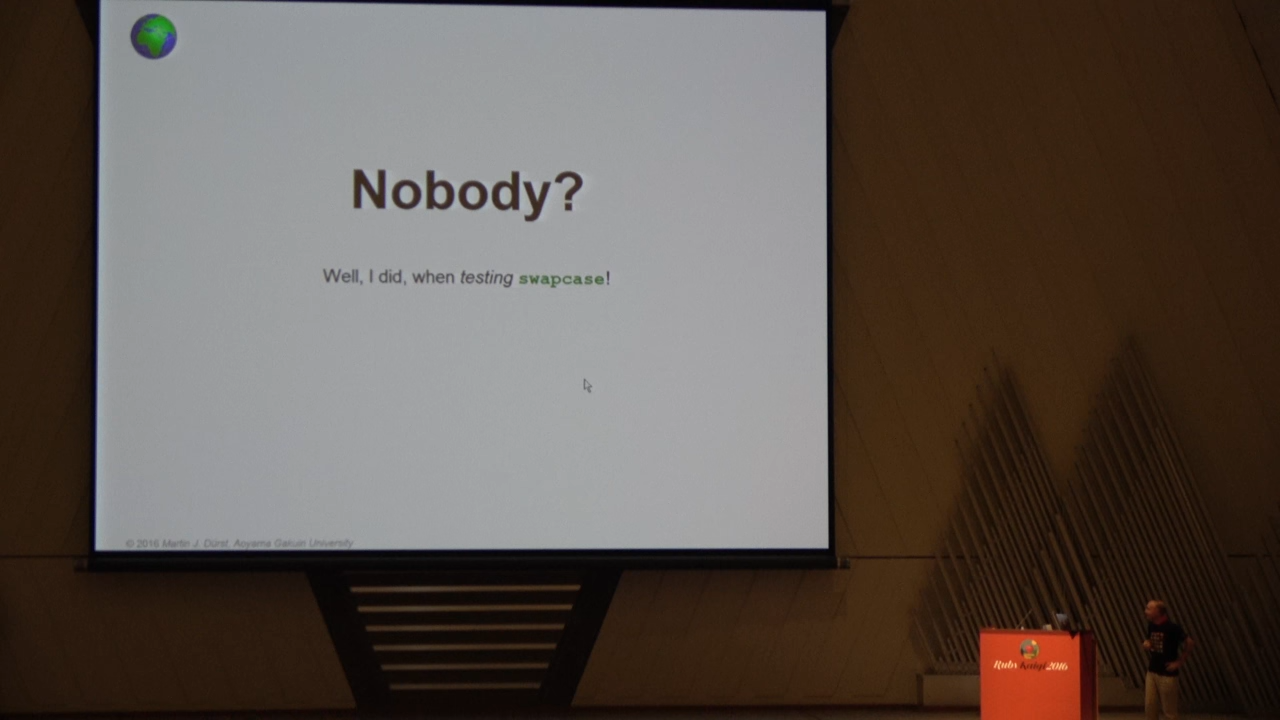 Nobody?
Well, I did, when testing swapcase!
© 2016 Martin J. Dürst, Aoyama Gakuin University
RubyKaigi 2016